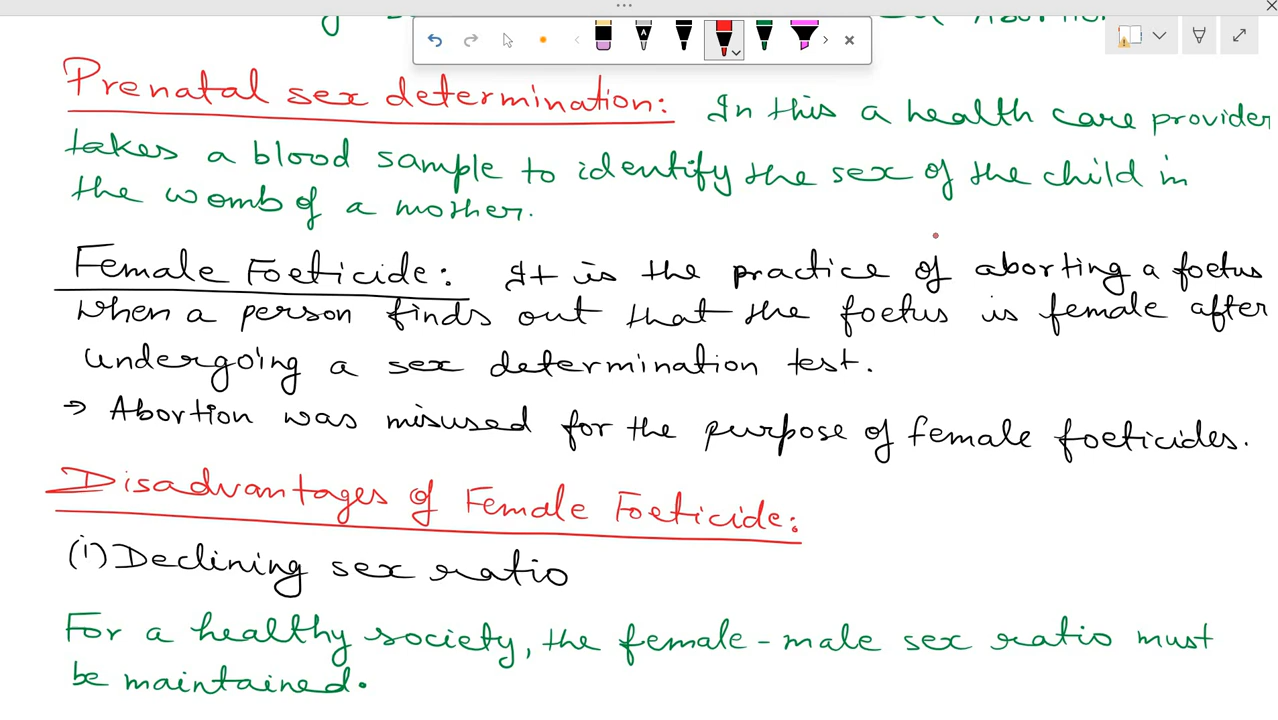 Prenatal sex determination: In this a health care provider
takes a blood sample to identify the sex of the child in
the womb of a mother.
Female Foeticide: It is the practice of aborting a foetus
when a person finds out that the foetus is female after
undergoing a sex determination test.
→ Abortion was misused for the purpose of female foeticides.
Disadvantages of Female Foeticide:
(i) Declining sex ratio
For a healthy society, the female-male sex ratio must
be maintained.